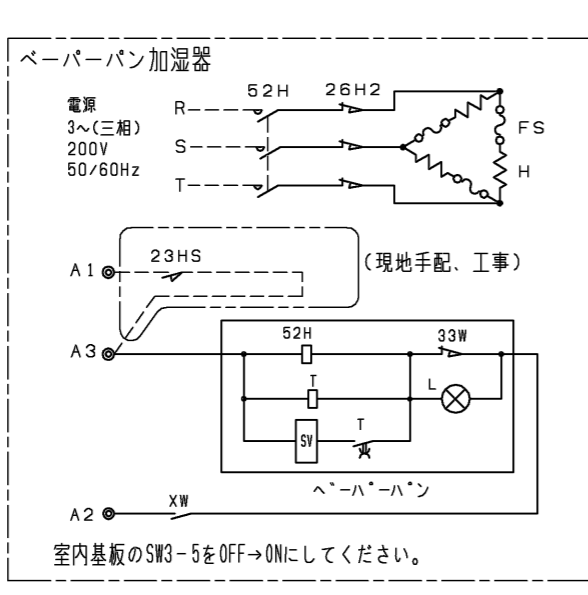 ベーパーパン加湿器
電源
3~(三相)
200V
50/60Hz
52H
26H2
R
S
T
FS
H
23HS
(現地手配、工事)
A1
A3
52H
33W
T
L
T
SV
ベーパーパン
A2
XW
室内基板のSW3-5をOFF→ONにしてください。